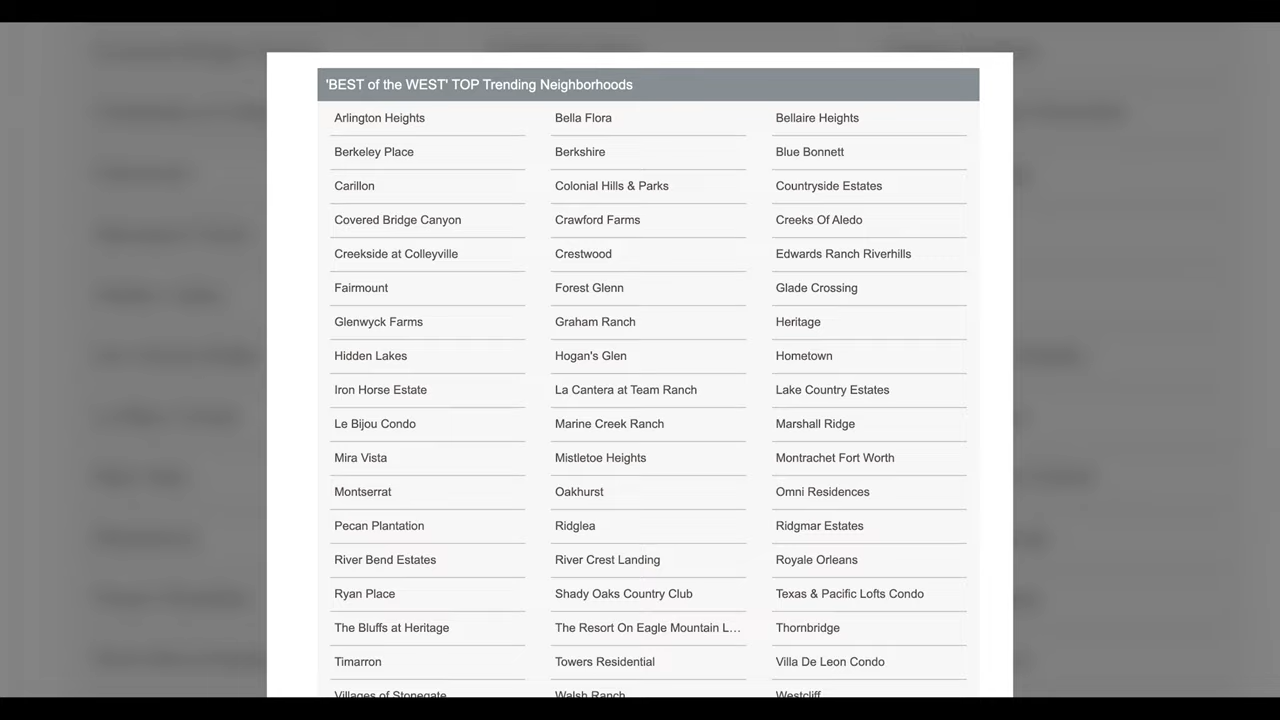 'BEST of the WEST' TOP Trending Neighborhoods
Arlington Heights Bella Flora Bellaire Heights
Berkeley Place Berkshire Blue Bonnett
Carillon Colonial Hills & Parks Countryside Estates
Covered Bridge Canyon Crawford Farms Creeks Of Aledo
Creekside at Colleyville Crestwood Edwards Ranch Riverhills
Fairmount Forest Glenn Glade Crossing
Glenwyck Farms Graham Ranch Heritage
Hidden Lakes Hogan's Glen Hometown
Iron Horse Estate La Cantera at Team Ranch Lake Country Estates
Le Bijou Condo Marine Creek Ranch Marshall Ridge
Mira Vista Mistletoe Heights Montrachet Fort Worth
Montserrat Oakhurst Omni Residences
Pecan Plantation Ridglea Ridgmar Estates
River Bend Estates River Crest Landing Royale Orleans
Ryan Place Shady Oaks Country Club Texas & Pacific Lofts Condo
The Bluffs at Heritage The Resort On Eagle Mountain L... Thornbridge
Timarron Towers Residential Villa De Leon Condo
Villages of Stonegate Walsh Ranch Westcliff